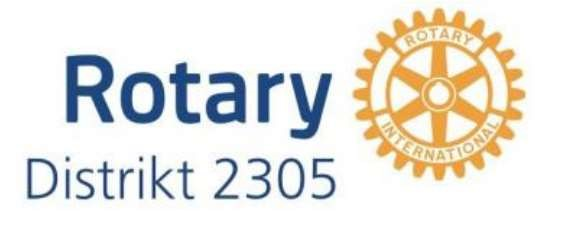 Rotary
Distrikt 2305
ROTARY
INTERNATIONAL